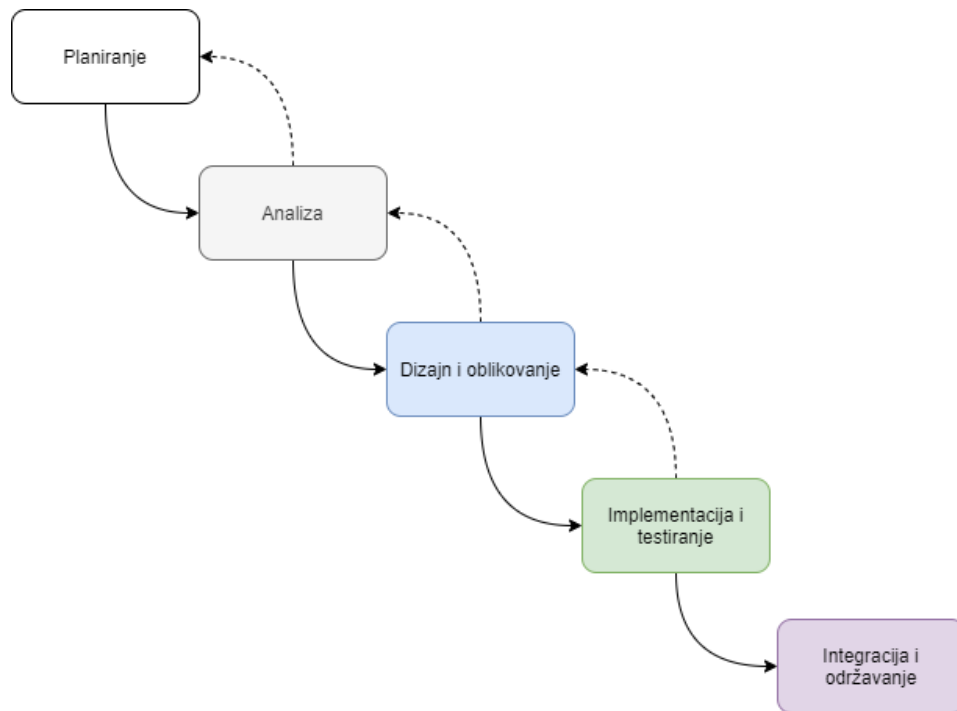 Planiranje
Analiza
Dizajn i oblikovanje
Implementacija i
testiranje
Integracija i
održavanje